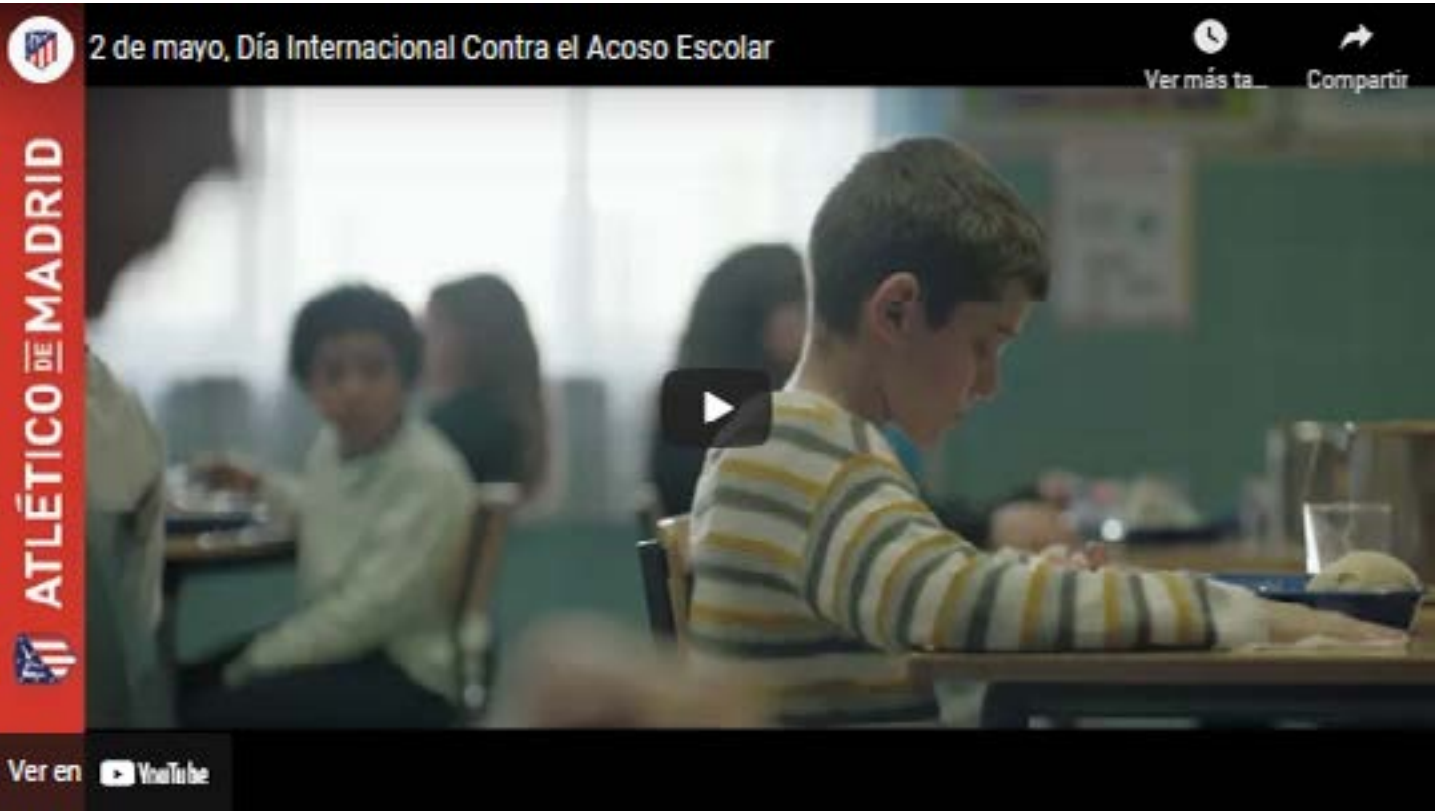 2 de mayo, Día Internacional Contra el Acoso Escolar
Ver más ta...
Compartir
ATLÉTICO DE MADRID
Ver en YouTube